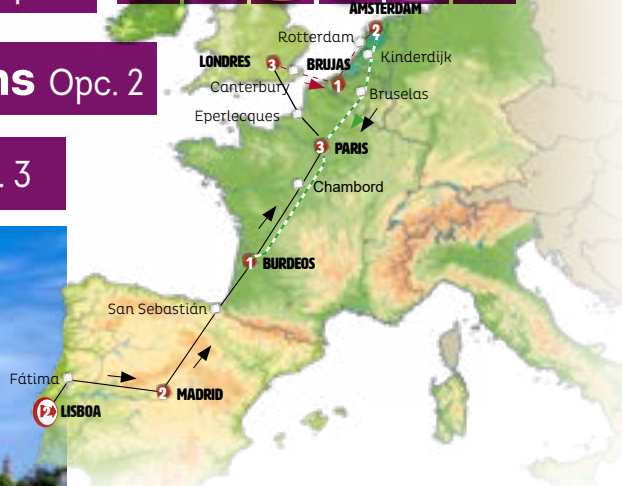 AMSTERDAM
2
Rotterdam
Kinderdijk
LONDRES
3
BRUJAS
1
Canterbury
Bruselas
ns Opc. 2
Eperlecques
3
PARIS
. 3
Chambord
1
BURDEOS
San Sebastián
Fátima
2
MADRID
LISBOA